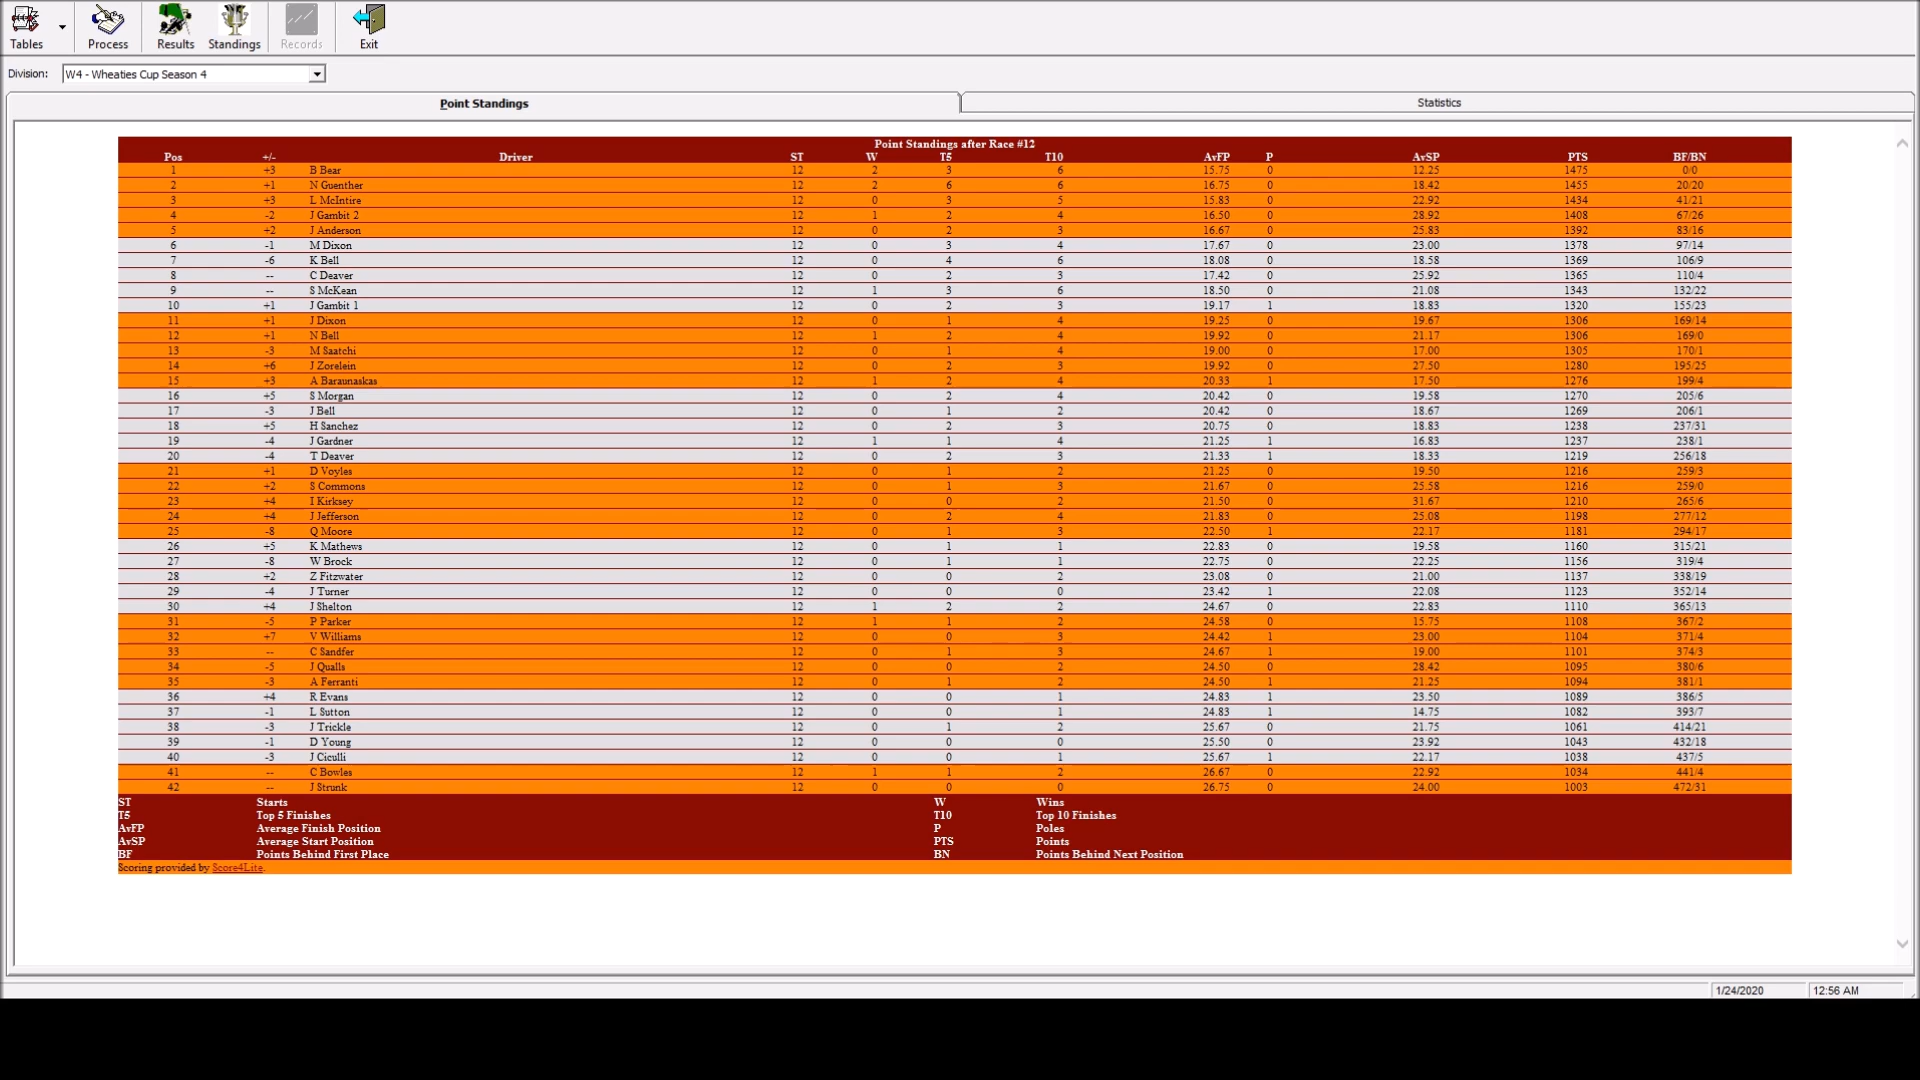 Tables Process Results Standings Records Exit
Division: W4 - Wheaties Cup Season 4
Point Standings Statistics
Point Standings after Race #12
Pos +/- Driver ST W T5 T10 AvFP P AvSP PTS BF/BN
1 +3 B Bear 12 2 3 6 15.75 0 12.25 1475 0/0
2 +1 N Guenther 12 2 6 6 16.75 0 18.42 1455 20/20
3 +3 L McIntire 12 0 3 5 15.83 0 22.92 1434 41/21
4 -2 J Gambit 2 12 1 2 4 16.50 0 28.92 1408 67/26
5 +2 J Anderson 12 0 2 3 16.67 0 25.83 1392 83/16
6 -1 M Dixon 12 0 3 4 17.67 0 23.00 1378 97/14
7 -6 K Bell 12 0 4 6 18.08 0 18.58 1369 106/9
8 -- C Deaver 12 0 2 3 17.42 0 25.92 1365 110/4
9 -- S McKean 12 1 3 6 18.50 0 21.08 1343 132/22
10 +1 J Gambit 1 12 0 2 3 19.17 1 18.83 1320 155/23
11 +1 J Dixon 12 0 1 4 19.25 0 19.67 1306 169/14
12 +1 N Bell 12 1 2 4 19.92 0 21.17 1306 169/0
13 -3 M Saatchi 12 0 1 4 19.00 0 17.00 1305 170/1
14 +6 J Zorelein 12 0 2 3 19.92 0 27.50 1280 195/25
15 +3 A Baraunaskas 12 1 2 4 20.33 1 17.50 1276 199/4
16 +5 S Morgan 12 0 2 4 20.42 0 19.58 1270 205/6
17 -3 J Bell 12 0 1 2 20.42 0 18.67 1269 206/1
18 +5 H Sanchez 12 0 2 3 20.75 0 18.83 1238 237/31
19 -4 J Gardner 12 1 1 4 21.25 1 16.83 1237 238/1
20 -4 T Deaver 12 0 2 3 21.33 1 18.33 1219 256/18
21 +1 D Voyles 12 0 1 2 21.25 0 19.50 1216 259/3
22 +2 S Commons 12 0 1 3 21.67 0 25.58 1216 259/0
23 +4 I Kirksey 12 0 0 2 21.50 0 31.67 1210 265/6
24 +4 J Jefferson 12 0 2 4 21.83 0 25.08 1198 277/12
25 -8 Q Moore 12 0 1 3 22.50 1 22.17 1181 294/17
26 +5 K Mathews 12 0 1 1 22.83 0 19.58 1160 315/21
27 -8 W Brock 12 0 1 1 22.75 0 22.25 1156 319/4
28 +2 Z Fitzwater 12 0 0 2 23.08 0 21.00 1137 338/19
29 -4 J Turner 12 0 0 0 23.42 1 22.08 1123 352/14
30 +4 J Shelton 12 1 2 2 24.67 0 22.83 1110 365/13
31 -5 P Parker 12 1 1 2 24.58 0 15.75 1108 367/2
32 +7 V Williams 12 0 0 3 24.42 1 23.00 1104 371/4
33 -- C Sandfer 12 0 1 3 24.67 1 19.00 1101 374/3
34 -5 J Qualls 12 0 0 2 24.50 0 28.42 1095 380/6
35 -3 A Ferranti 12 0 1 2 24.50 1 21.25 1094 381/1
36 +4 R Evans 12 0 0 1 24.83 1 23.50 1089 386/5
37 -1 L Sutton 12 0 0 1 24.83 1 14.75 1082 393/7
38 -3 J Trickle 12 0 1 2 25.67 0 21.75 1061 414/21
39 -1 D Young 12 0 0 0 25.50 0 23.92 1043 432/18
40 -3 J Ciculli 12 0 0 1 25.67 1 22.17 1038 437/5
41 -- C Bowles 12 1 1 2 26.67 0 22.92 1034 441/4
42 -- J Strunk 12 0 0 0 26.75 0 24.00 1003 472/31
ST Starts W Wins
T5 Top 5 Finishes T10 Top 10 Finishes
AvFP Average Finish Position P Poles
AvSP Average Start Position PTS Points
BF Points Behind First Place BN Points Behind Next Position
Scoring provided by Score4Lite.
1/24/2020 12:56 AM